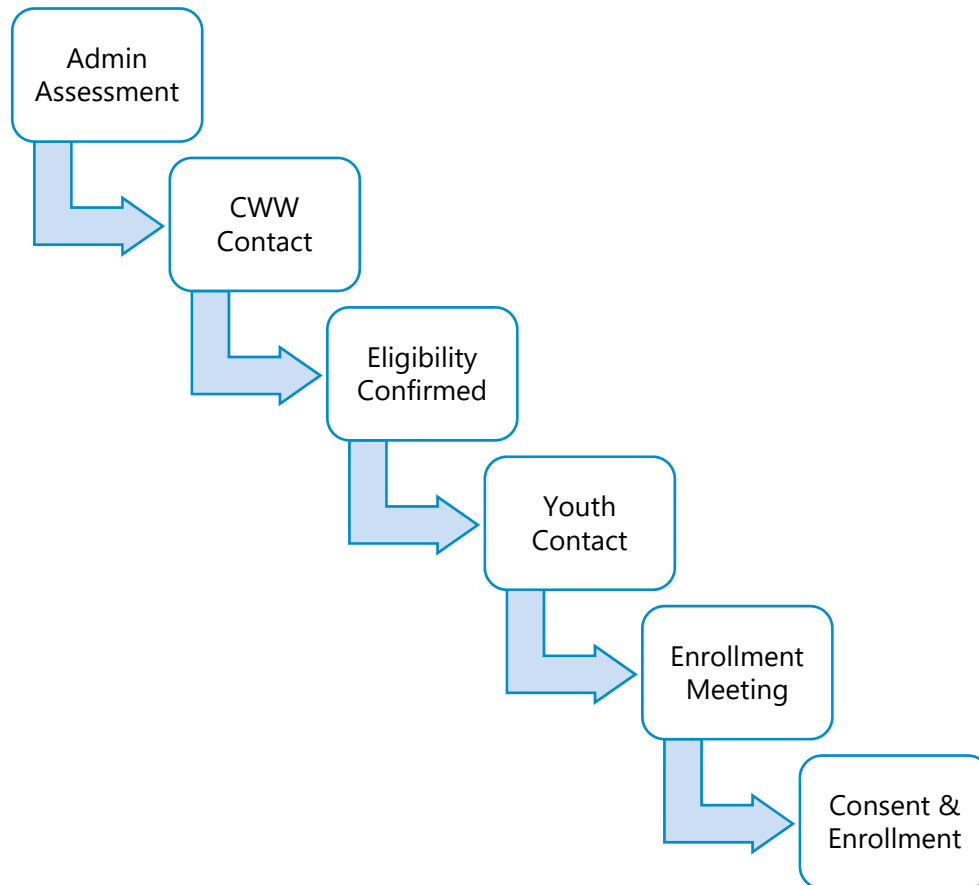 Admin
Assessment
CWW
Contact
Eligibility
Confirmed
Youth
Contact
Enrollment
Meeting
Consent &
Enrollment